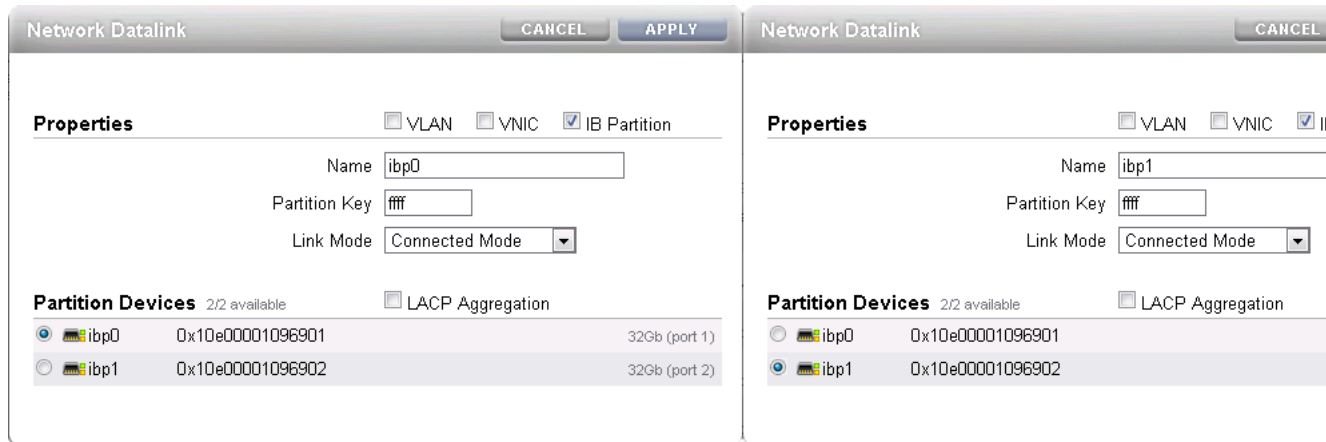 Network Datalink CANCEL APPLY
Properties VLAN VNIC IB Partition
Name ibp0
Partition Key ffff
Link Mode Connected Mode
Partition Devices 2/2 available LACP Aggregation
ibp0 0x10e00001096901 32Gb (port 1)
ibp1 0x10e00001096902 32Gb (port 2)
Network Datalink CANCEL
Properties VLAN VNIC
Name ibp1
Partition Key ffff
Link Mode Connected Mode
Partition Devices 2/2 available LACP Aggregation
ibp0 0x10e00001096901
ibp1 0x10e00001096902